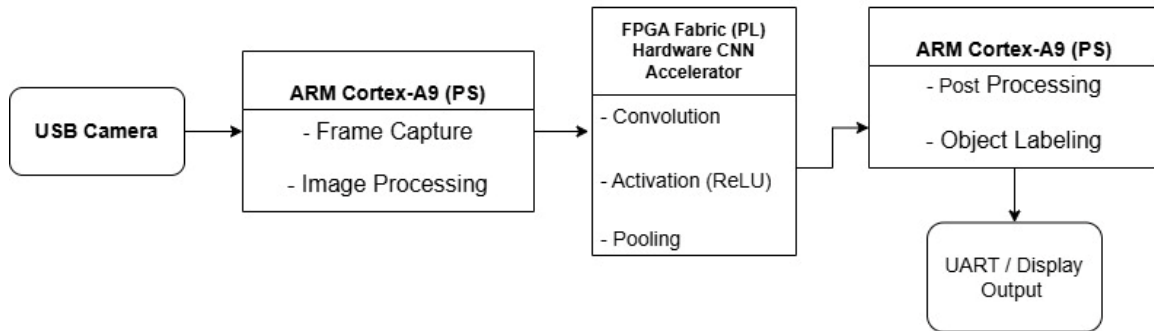 USB Camera
ARM Cortex-A9 (PS)
- Frame Capture
- Image Processing
FPGA Fabric (PL)
Hardware CNN
Accelerator
- Convolution
- Activation (ReLU)
- Pooling
ARM Cortex-A9 (PS)
- Post Processing
- Object Labeling
UART / Display
Output